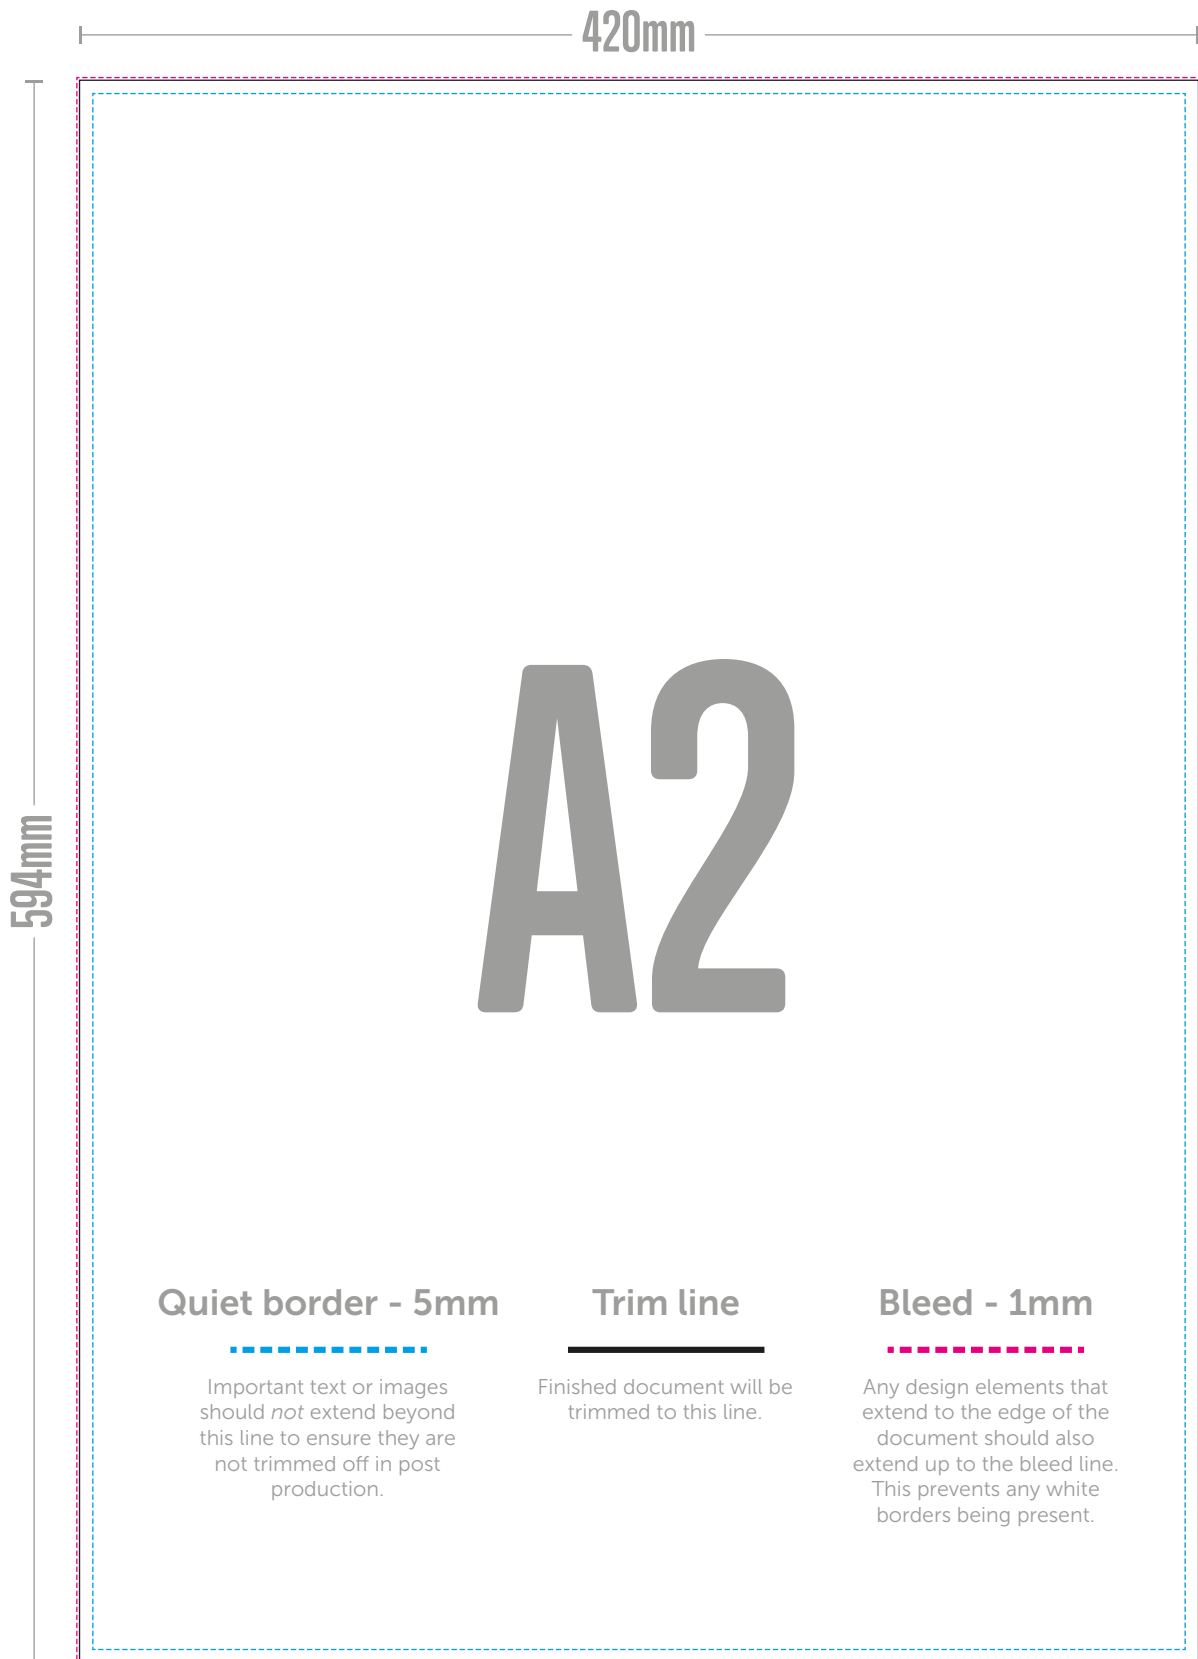 420mm
594mm
A2
Quiet border - 5mm
Important text or images
should not extend beyond
this line to ensure they are
not trimmed off in post
production.
Trim line
Finished document will be
trimmed to this line.
Bleed - 1mm
Any design elements that
extend to the edge of the
document should also
extend up to the bleed line.
This prevents any white
borders being present.